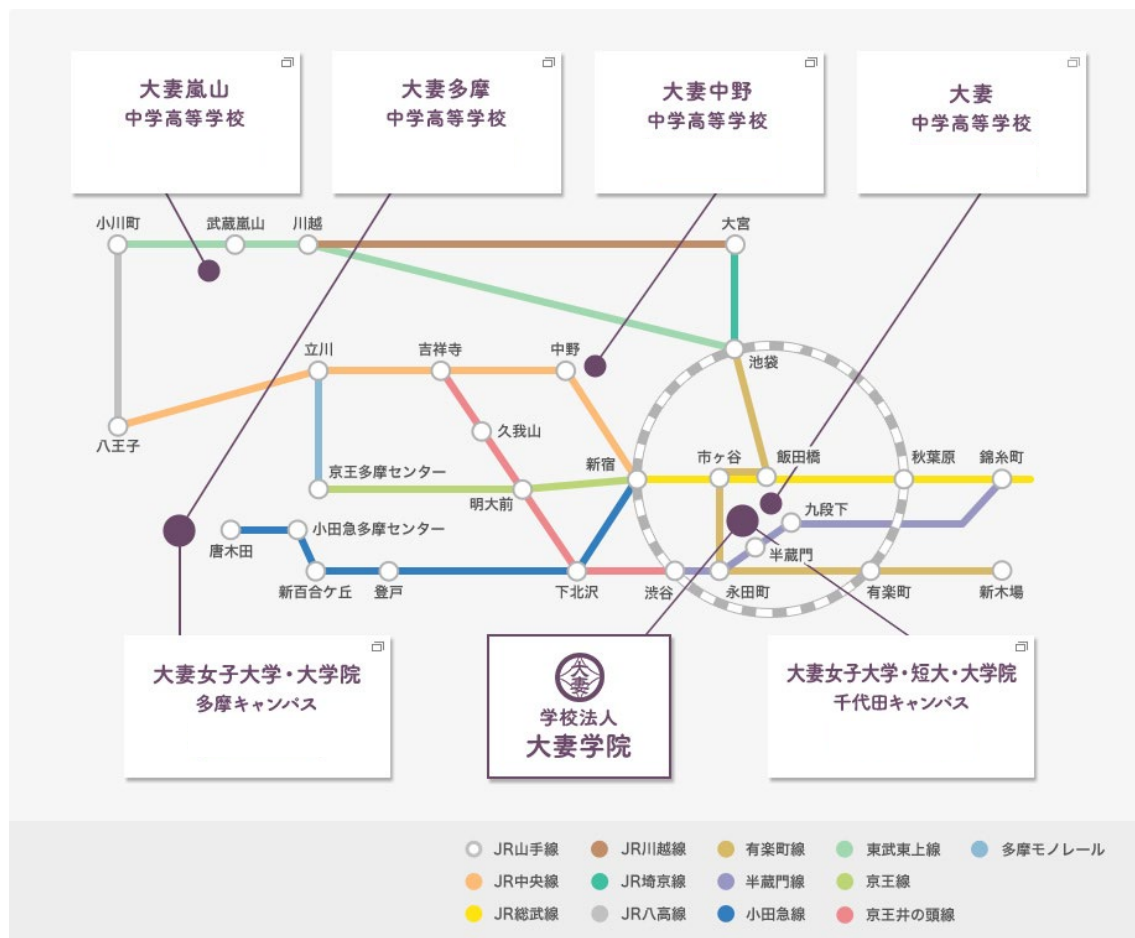 大妻嵐山
中学高等学校
大妻多摩
中学高等学校
大妻中野
中学高等学校
大妻
中学高等学校
小川町
武蔵嵐山
川越
大宮
立川
吉祥寺
中野
池袋
八王子
久我山
新宿
市ヶ谷
飯田橋
秋葉原
錦糸町
京王多摩センター
明大前
九段下
小田急多摩センター
唐木田
半蔵門
新百合ケ丘
登戸
下北沢
渋谷
永田町
有楽町
新木場
大妻女子大学・大学院
多摩キャンパス
大妻
学校法人
大妻学院
大妻女子大学・短大・大学院
千代田キャンパス
JR山手線
JR川越線
有楽町線
東武東上線
多摩モノレール
JR中央線
JR埼京線
半蔵門線
京王線
JR総武線
JR八高線
小田急線
京王井の頭線